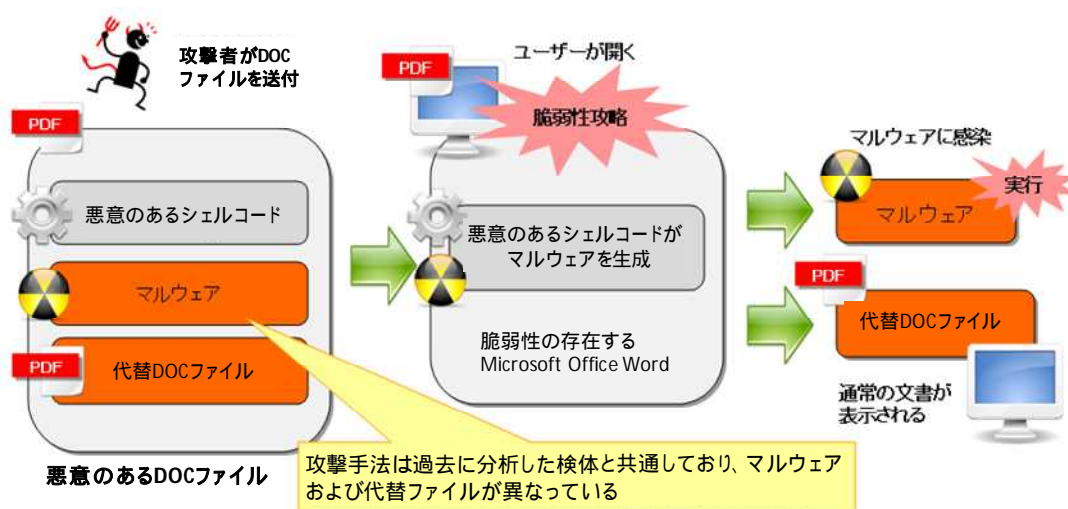 攻撃者がDOC
ファイルを送付
PDF
悪意のあるシェルコード
マルウェア
PDF
代替DOCファイル
悪意のあるDOCファイル
PDF
ユーザーが開く
脆弱性攻略
悪意のあるシェルコードが
マルウェアを生成
脆弱性の存在する
Microsoft Office Word
マルウェアに感染
実行
マルウェア
PDF
代替DOCファイル
通常の文書が
表示される
攻撃手法は過去に分析した検体と共通しており、マルウェア
および代替ファイルが異なっている